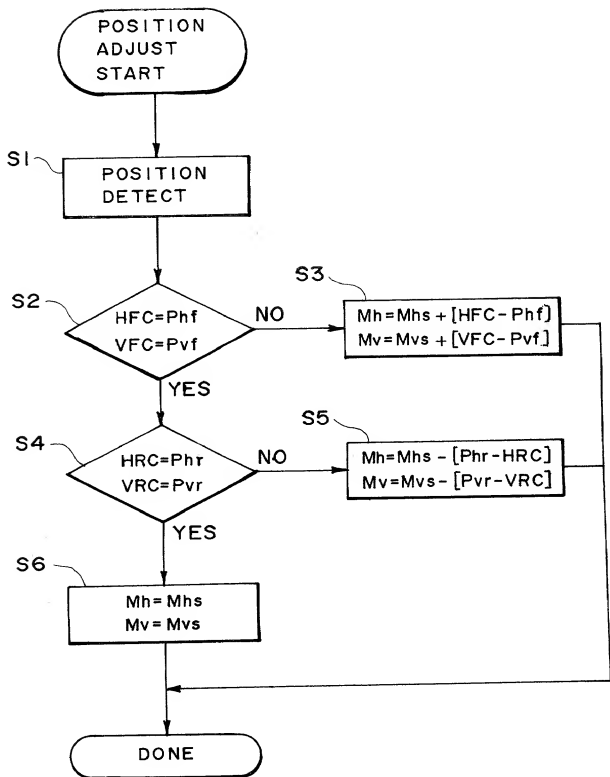 POSITION
ADJUST
START
S1
POSITION
DETECT
S2
HFC=Phf
VFC=Pvf
NO
YES
S3
Mh=Mhs+[HFC-Phf]
Mv=Mvs+[VFC-Pvf]
S4
HRC=Phr
VRC=Pvr
NO
YES
S5
Mh=Mhs-[Phr-HRC]
Mv=Mvs-[Pvr-VRC]
S6
Mh=Mhs
Mv=Mvs
DONE